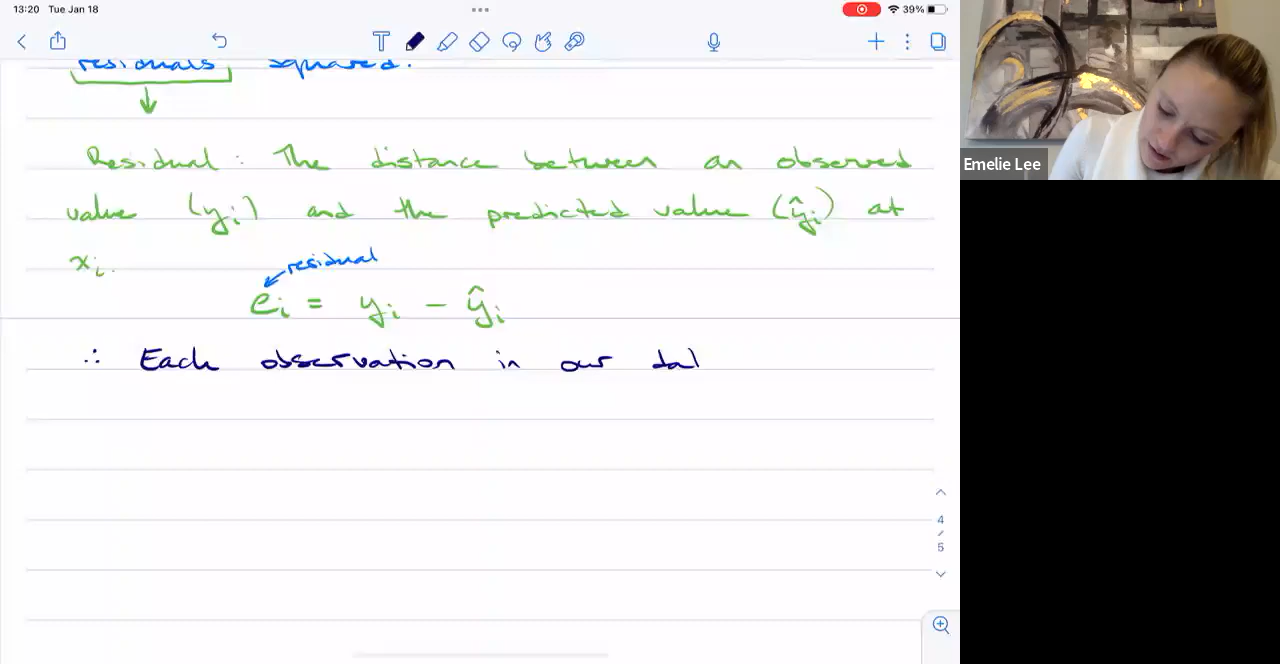 13:20 Tue Jan 18
39%
residuals squared.
Residual: The distance between an observed
value (yᵢ) and the predicted value (ŷᵢ) at
xᵢ.
residual
eᵢ = yᵢ - ŷᵢ
∴ Each observation in our dat
4
/
5
Emelie Lee